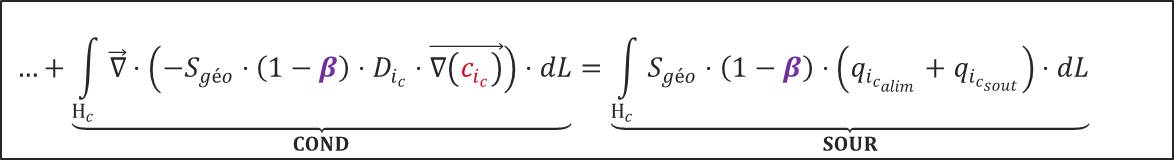 … + ∫_{H_c} ∇⃗ · (−S_{géo} · (1 − β) · D_{i_c} · ∇(c_{i_c})⃗) · dL = ∫_{H_c} S_{géo} · (1 − β) · (q_{i_{c_{alim}}} + q_{i_{c_{sout}}}) · dL
COND SOUR